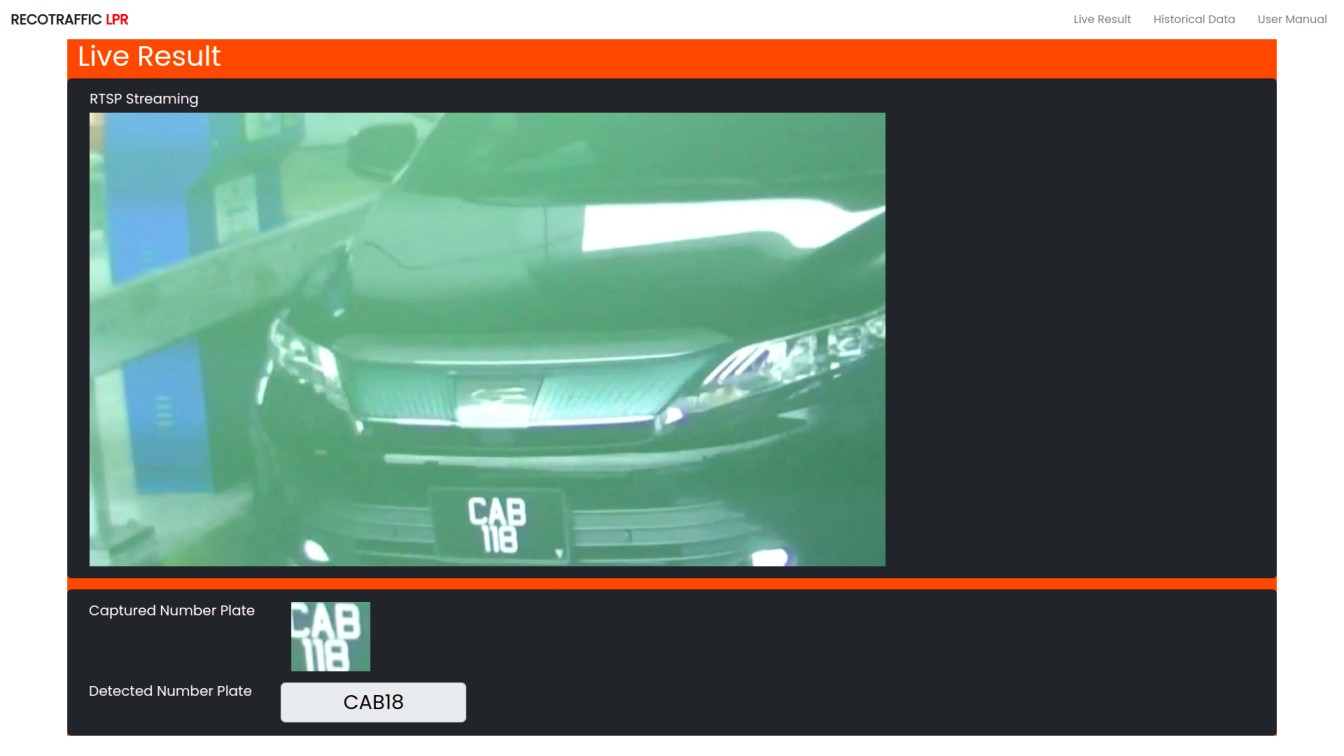 RECOTRAFFIC LPR
Live Result Historical Data User Manual
Live Result
RTSP Streaming
CAB
118
Captured Number Plate
CAB
118
Detected Number Plate
CAB18